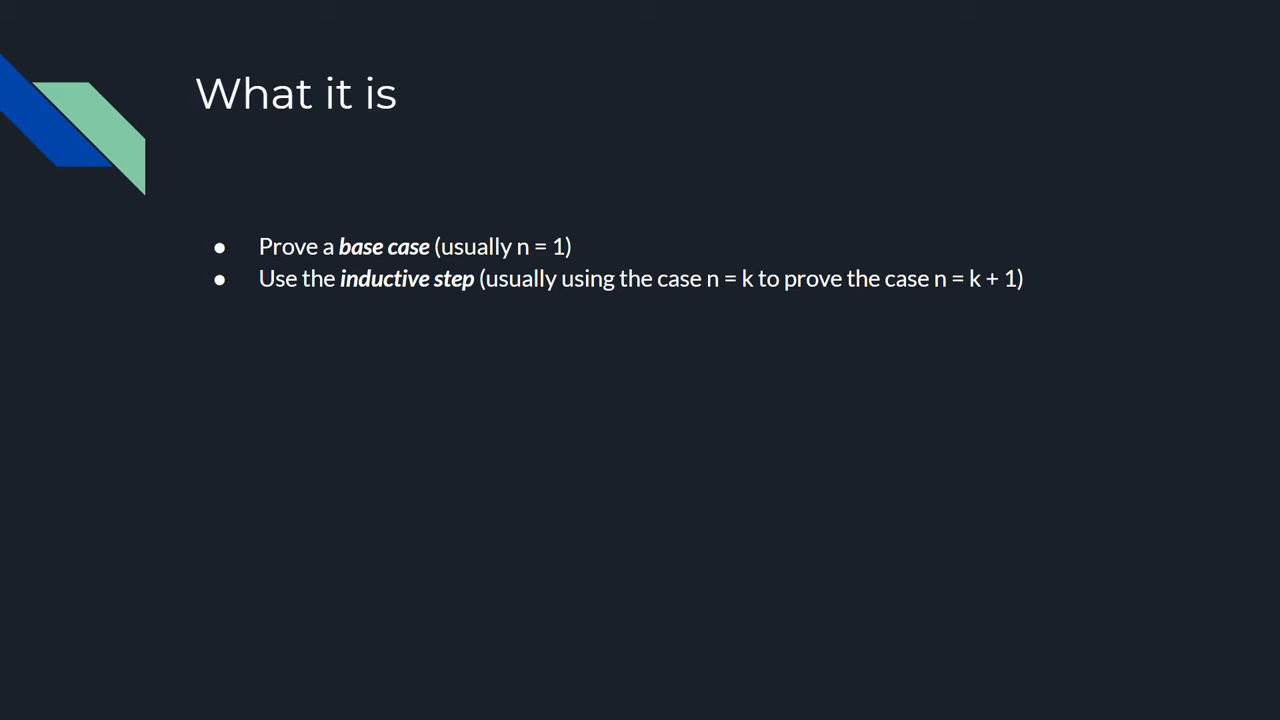 What it is
● Prove a base case (usually n = 1)
● Use the inductive step (usually using the case n = k to prove the case n = k + 1)